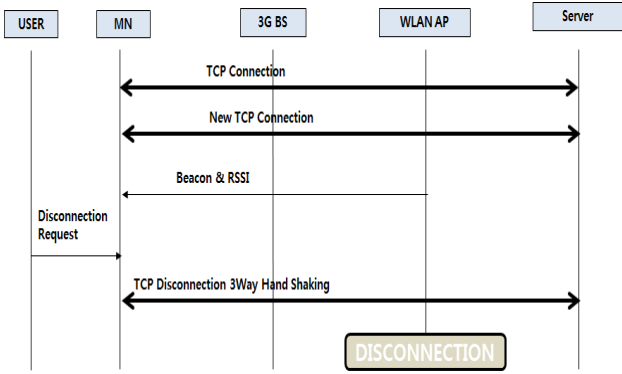 USER
MN
3G BS
WLAN AP
Server
TCP Connection
New TCP Connection
Beacon & RSSI
Disconnection
Request
TCP Disconnection 3Way Hand Shaking
DISCONNECTION